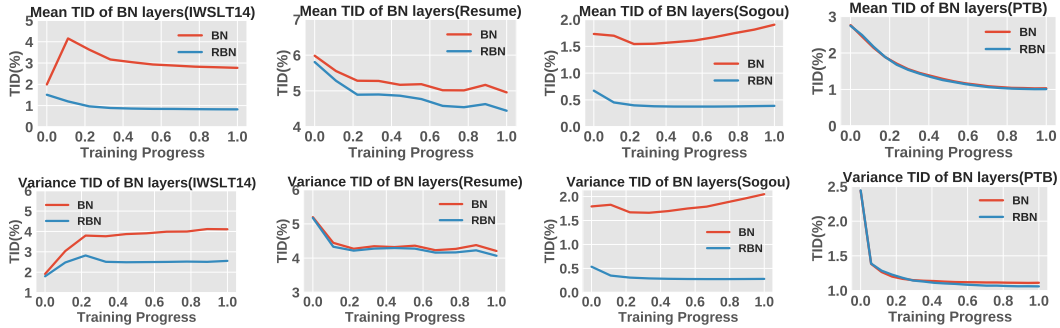 Mean TID of BN layers(IWSLT14)
5
4
3
2
1
0
TID(%)
BN
RBN
0.0 0.2 0.4 0.6 0.8 1.0
Training Progress
Mean TID of BN layers(Resume)
7
6
5
4
TID(%)
BN
RBN
0.0 0.2 0.4 0.6 0.8 1.0
Training Progress
Mean TID of BN layers(Sogou)
2.0
1.5
1.0
0.5
0.0
TID(%)
BN
RBN
0.0 0.2 0.4 0.6 0.8 1.0
Training Progress
Mean TID of BN layers(PTB)
3
2
1
0
TID(%)
BN
RBN
0.0 0.2 0.4 0.6 0.8 1.0
Training Progress
Variance TID of BN layers(IWSLT14)
6
5
4
3
2
1
TID(%)
BN
RBN
0.0 0.2 0.4 0.6 0.8 1.0
Training Progress
Variance TID of BN layers(Resume)
6
5
4
3
TID(%)
BN
RBN
0.0 0.2 0.4 0.6 0.8 1.0
Training Progress
Variance TID of BN layers(Sogou)
2.0
1.5
1.0
0.5
0.0
TID(%)
BN
RBN
0.0 0.2 0.4 0.6 0.8 1.0
Training Progress
Variance TID of BN layers(PTB)
2.5
2.0
1.5
1.0
TID(%)
BN
RBN
0.0 0.2 0.4 0.6 0.8 1.0
Training Progress